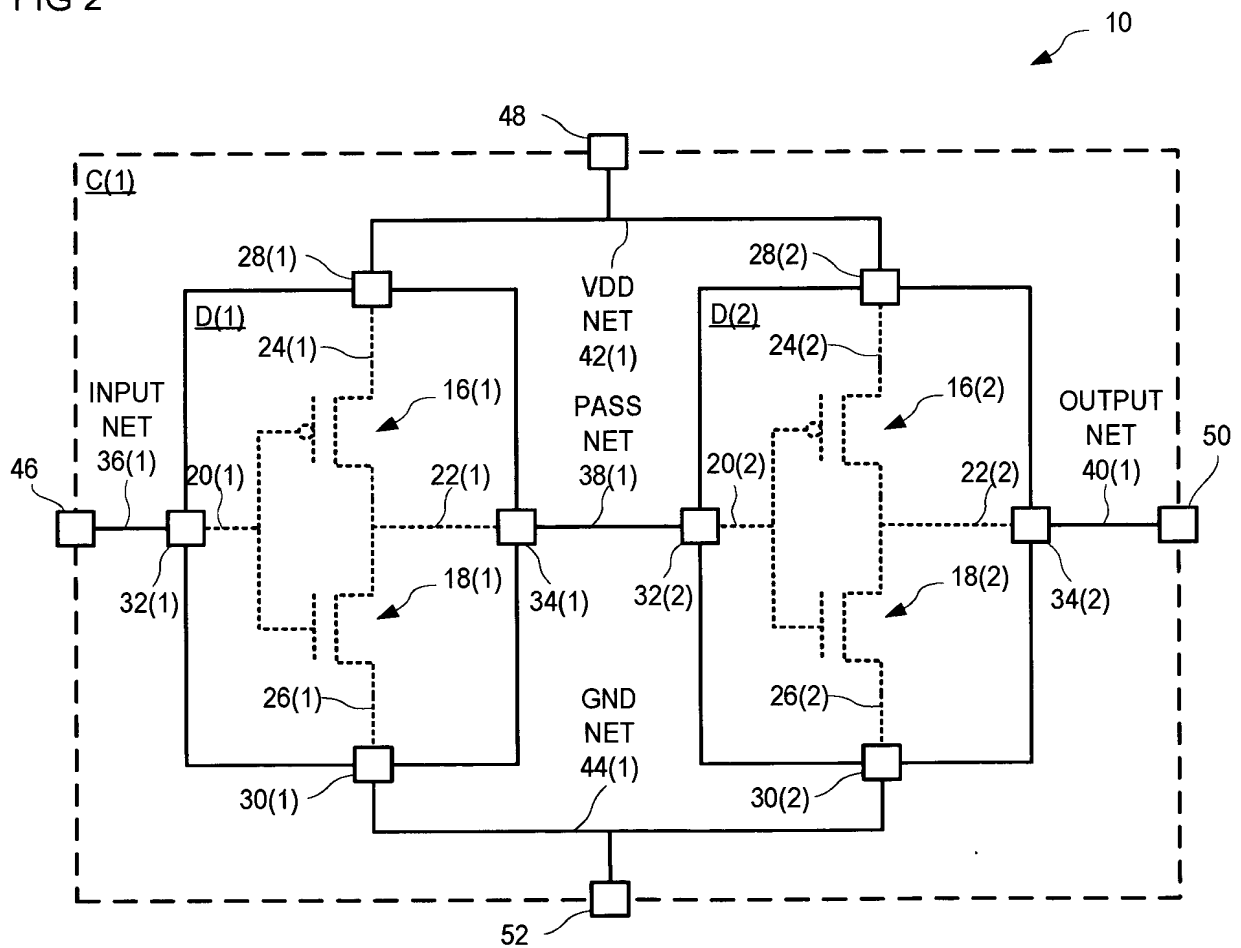 FIG 2
10
48
C(1)
28(1)
28(2)
VDD
NET
42(1)
D(1)
D(2)
24(1)
24(2)
INPUT
NET
36(1)
16(1)
PASS
NET
38(1)
16(2)
OUTPUT
NET
40(1)
46
20(1)
22(1)
20(2)
22(2)
50
32(1)
18(1)
34(1)
32(2)
18(2)
34(2)
26(1)
GND
NET
44(1)
26(2)
30(1)
30(2)
52